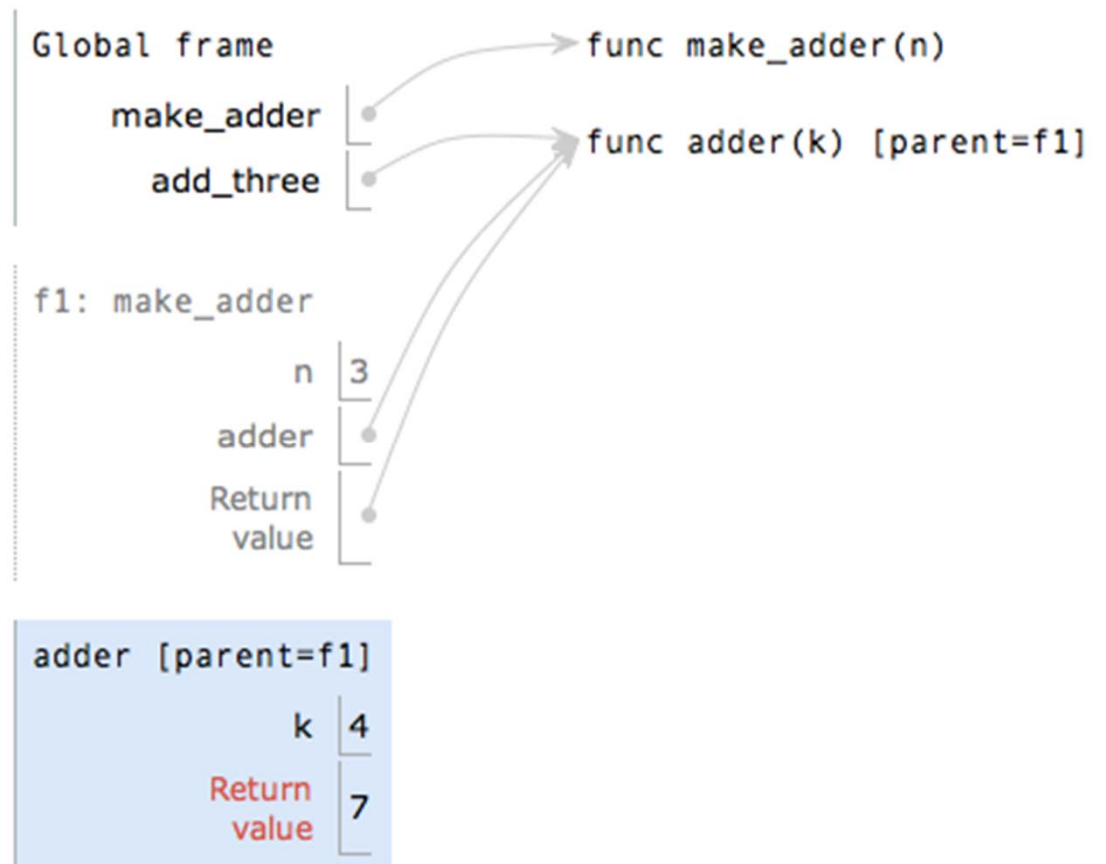 Global frame
func make_adder(n)
make_adder
func adder(k) [parent=f1]
add_three
f1: make_adder
n 3
adder
Return
value
adder [parent=f1]
k 4
Return
value 7